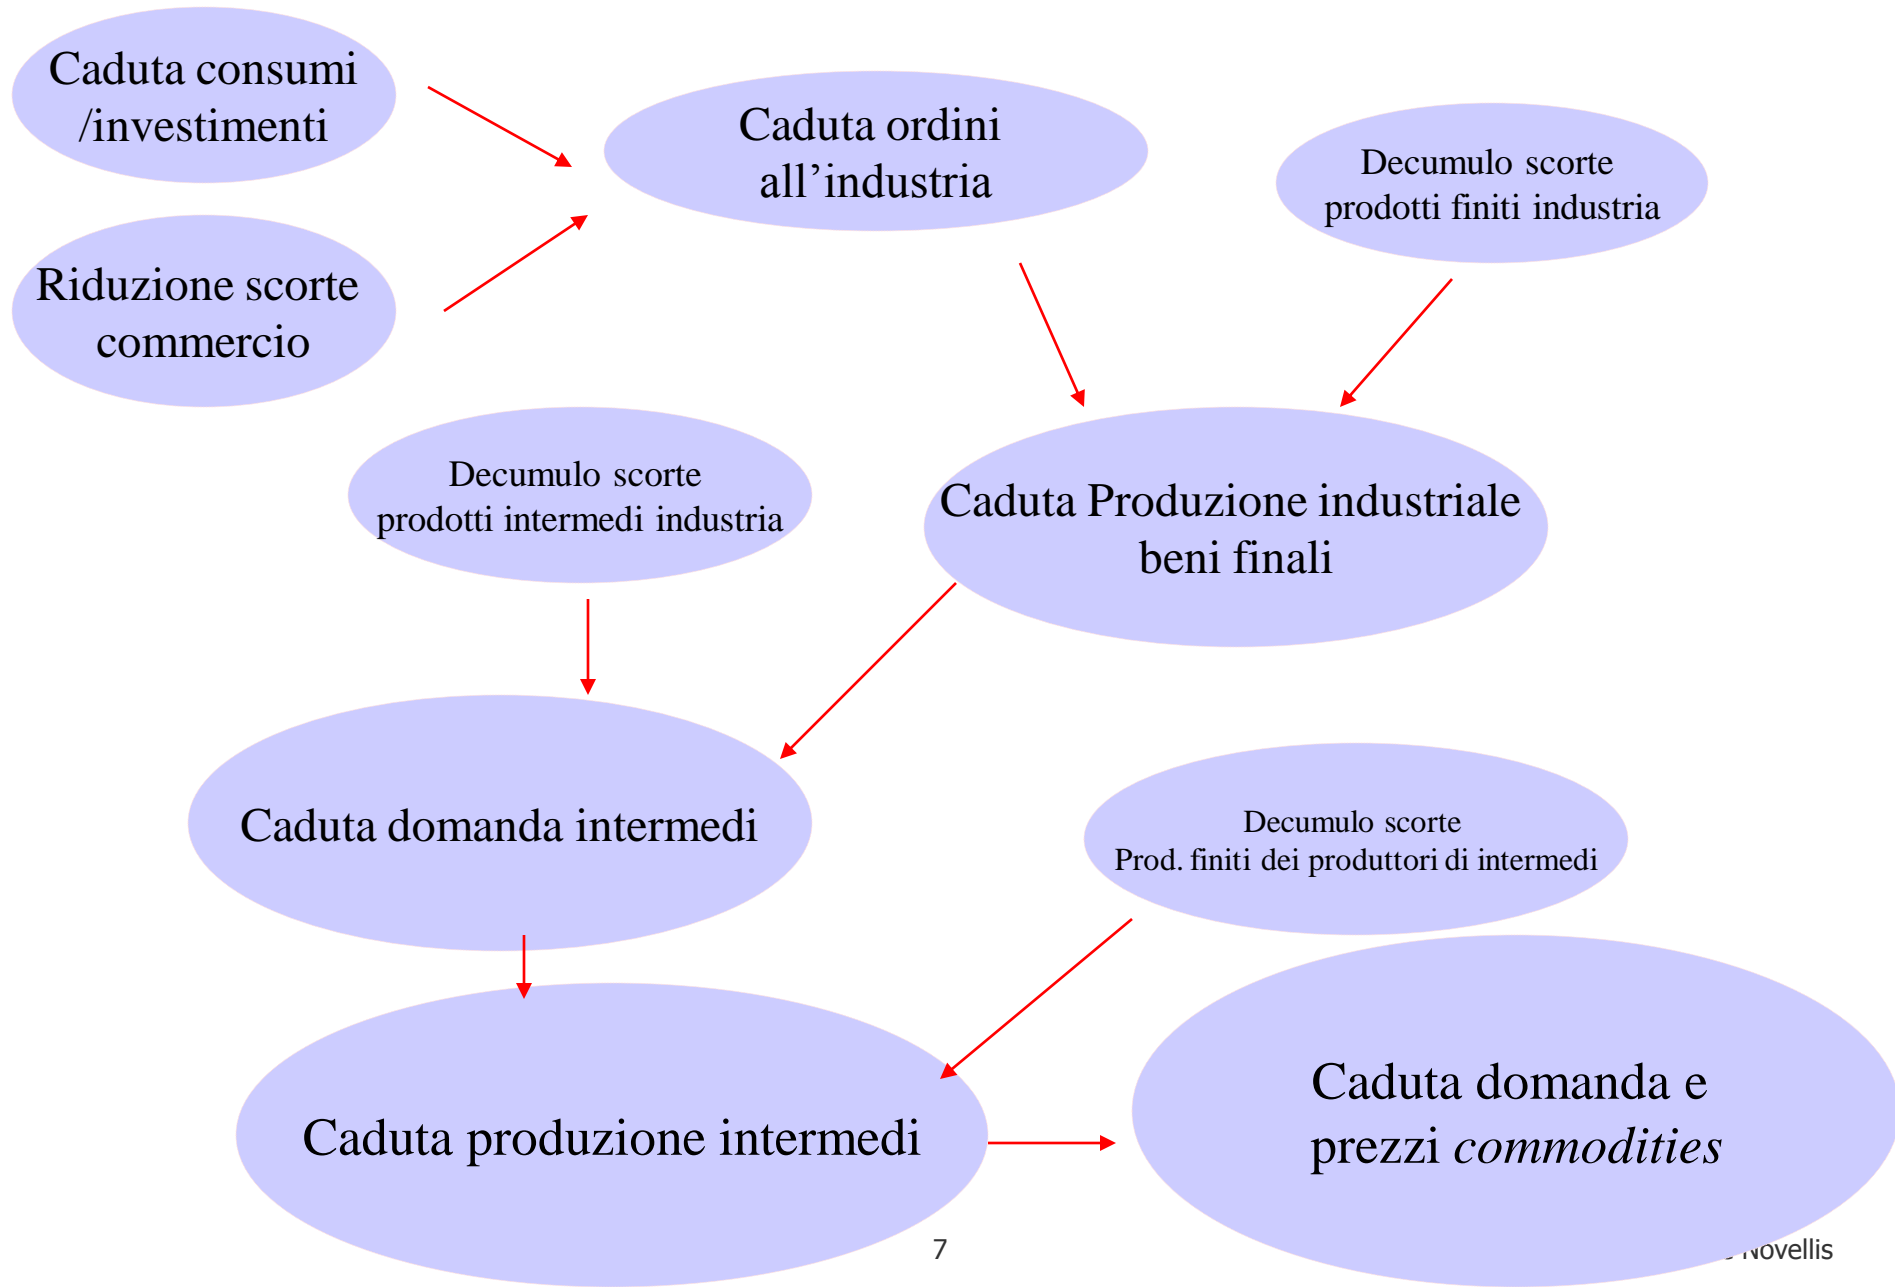 Caduta consumi
/investimenti
Caduta ordini
all’industria
Decumulo scorte
prodotti finiti industria
Riduzione scorte
commercio
Decumulo scorte
prodotti intermedi industria
Caduta Produzione industriale
beni finali
Caduta domanda intermedi
Decumulo scorte
Prod. finiti dei produttori di intermedi
Caduta produzione intermedi
Caduta domanda e
prezzi commodities
7
Novellis